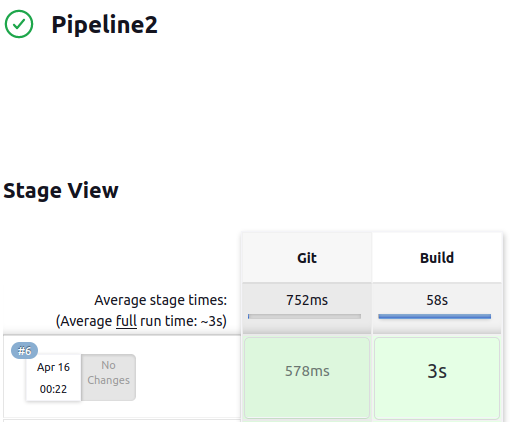 Pipeline2
Stage View
Git Build
Average stage times: 752ms 58s
(Average full run time: ~3s)
#6
Apr 16 No
Changes
00:22
578ms 3s